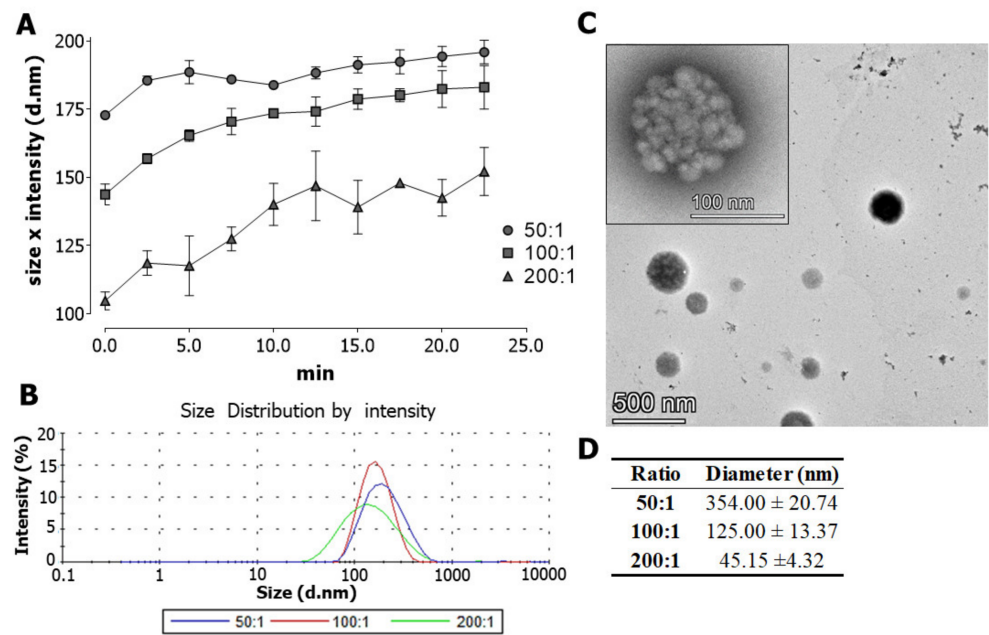 A
size x intensity (d.nm)
200
175
150
125
100
0.0 5.0 10.0 15.0 20.0 25.0
min
50:1
100:1
200:1
B
Size Distribution by intensity
Intensity (%)
20
15
10
5
0
0.1 1 10 100 1000 10000
Size (d.nm)
50:1 100:1 200:1
C
100 nm
500 nm
D
Ratio Diameter (nm)
50:1 354.00 ± 20.74
100:1 125.00 ± 13.37
200:1 45.15 ±4.32